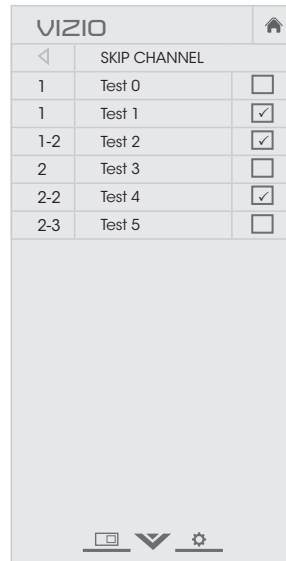 VIZIO
SKIP CHANNEL
1 Test 0
1 Test 1
1-2 Test 2
2 Test 3
2-2 Test 4
2-3 Test 5